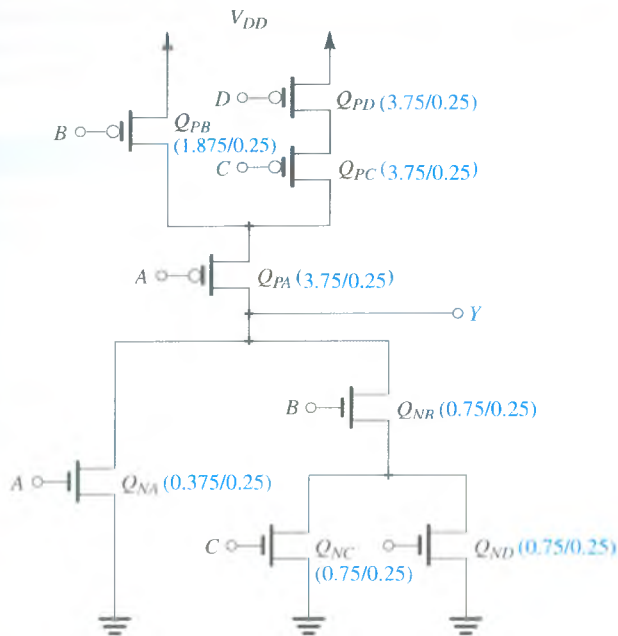 V_DD
D Q_PD (3.75/0.25)
B Q_PB (1.875/0.25)
C Q_PC (3.75/0.25)
A Q_PA (3.75/0.25)
Y
B Q_NB (0.75/0.25)
A Q_NA (0.375/0.25)
C Q_NC (0.75/0.25)
Q_ND (0.75/0.25)